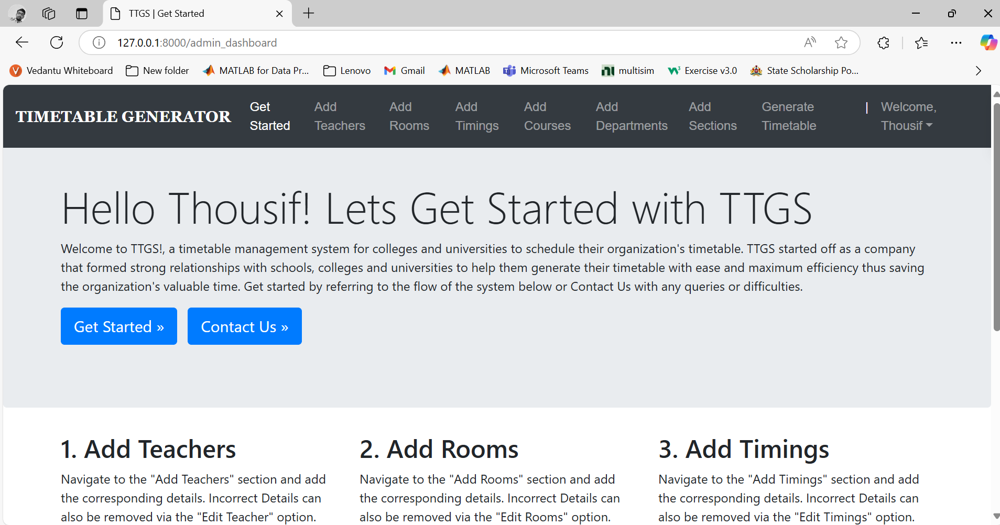 TTGS | Get Started
127.0.0.1:8000/admin_dashboard
Vedantu Whiteboard New folder MATLAB for Data Pr... Lenovo Gmail MATLAB Microsoft Teams multisim Exercise v3.0 State Scholarship Po...
TIMETABLE GENERATOR
Get Started
Add Teachers
Add Rooms
Add Timings
Add Courses
Add Departments
Add Sections
Generate Timetable
|
Welcome, Thousif
Hello Thousif! Lets Get Started with TTGS
Welcome to TTGS!, a timetable management system for colleges and universities to schedule their organization's timetable. TTGS started off as a company
that formed strong relationships with schools, colleges and universities to help them generate their timetable with ease and maximum efficiency thus saving
the organization's valuable time. Get started by referring to the flow of the system below or Contact Us with any queries or difficulties.
Get Started » Contact Us »
1. Add Teachers
Navigate to the "Add Teachers" section and add
the corresponding details. Incorrect Details can
also be removed via the "Edit Teacher" option.
2. Add Rooms
Navigate to the "Add Rooms" section and add
the corresponding details. Incorrect Details can
also be removed via the "Edit Rooms" option.
3. Add Timings
Navigate to the "Add Timings" section and add
the corresponding details. Incorrect Details can
also be removed via the "Edit Timings" option.